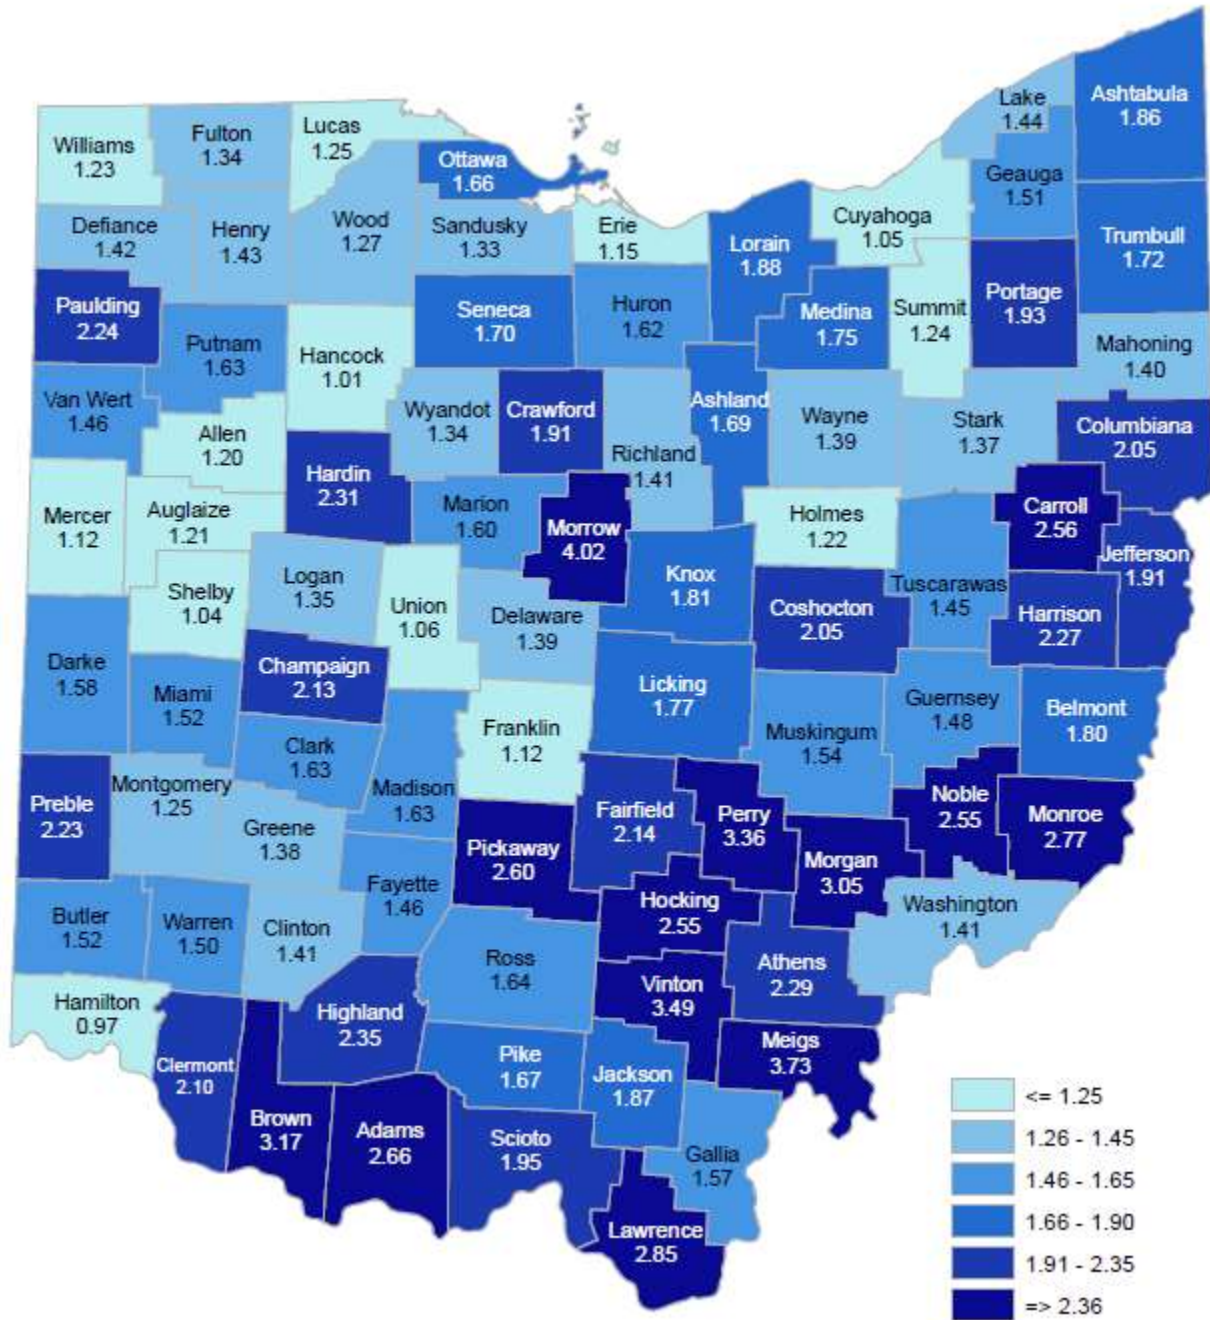 Ashtabula
1.86
Lake
1.44
Williams
1.23
Fulton
1.34
Lucas
1.25
Ottawa
1.66
Geauga
1.51
Defiance
1.42
Henry
1.43
Wood
1.27
Sandusky
1.33
Erie
1.15
Lorain
1.88
Cuyahoga
1.05
Trumbull
1.72
Paulding
2.24
Putnam
1.63
Hancock
1.01
Seneca
1.70
Huron
1.62
Medina
1.75
Summit
1.24
Portage
1.93
Mahoning
1.40
Van Wert
1.46
Allen
1.20
Wyandot
1.34
Crawford
1.91
Richland
1.41
Ashland
1.69
Wayne
1.39
Stark
1.37
Columbiana
2.05
Mercer
1.12
Auglaize
1.21
Hardin
2.31
Marion
1.60
Morrow
4.02
Holmes
1.22
Carroll
2.56
Jefferson
1.91
Shelby
1.04
Logan
1.35
Union
1.06
Delaware
1.39
Knox
1.81
Coshocton
2.05
Tuscarawas
1.45
Harrison
2.27
Darke
1.58
Miami
1.52
Champaign
2.13
Franklin
1.12
Licking
1.77
Muskingum
1.54
Guernsey
1.48
Belmont
1.80
Preble
2.23
Montgomery
1.25
Clark
1.63
Greene
1.38
Madison
1.63
Pickaway
2.60
Fairfield
2.14
Perry
3.36
Morgan
3.05
Noble
2.55
Monroe
2.77
Butler
1.52
Warren
1.50
Clinton
1.41
Fayette
1.46
Ross
1.64
Hocking
2.55
Washington
1.41
Athens
2.29
Vinton
3.49
Hamilton
0.97
Clermont
2.10
Highland
2.35
Pike
1.67
Jackson
1.87
Meigs
3.73
Brown
3.17
Adams
2.66
Scioto
1.95
Gallia
1.57
Lawrence
2.85
<= 1.25
1.26 - 1.45
1.46 - 1.65
1.66 - 1.90
1.91 - 2.35
=> 2.36